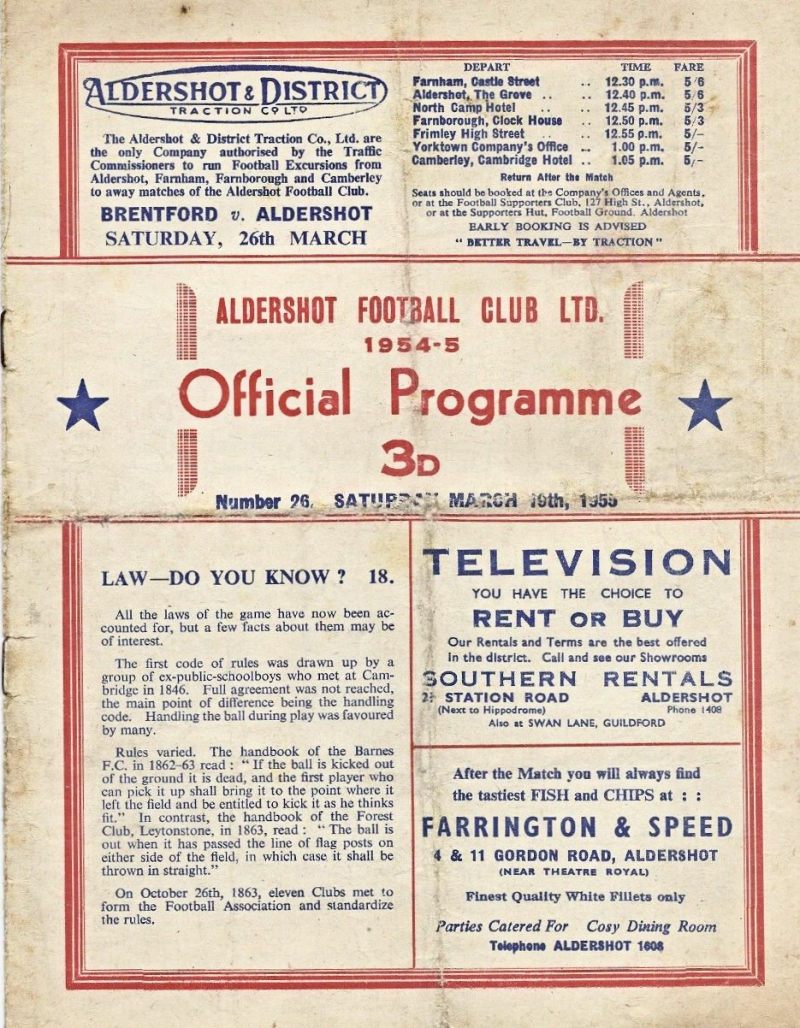 ALDERSHOT & DISTRICT
TRACTION CO LTD
The Aldershot & District Traction Co., Ltd. are
the only Company authorised by the Traffic
Commissioners to run Football Excursions from
Aldershot, Farnham, Farnborough and Camberley
to away matches of the Aldershot Football Club.
BRENTFORD v. ALDERSHOT
SATURDAY, 26th MARCH
DEPART TIME FARE
Farnham, Castle Street .. 12.30 p.m. 5/6
Aldershot, The Grove .. .. 12.40 p.m. 5/6
North Camp Hotel .. .. 12.45 p.m. 5/3
Farnborough, Clock House .. 12.50 p.m. 5/3
Frimley High Street .. 12.55 p.m. 5/-
Yorktown Company's Office .. 1.00 p.m. 5/-
Camberley, Cambridge Hotel .. 1.05 p.m. 5/-
Return After the Match
Seats should be booked at the Company's Offices and Agents,
or at the Football Supporters Club, 127 High St., Aldershot,
or at the Supporters Hut, Football Ground, Aldershot
EARLY BOOKING IS ADVISED
" BETTER TRAVEL—BY TRACTION "
ALDERSHOT FOOTBALL CLUB LTD.
1954-5
Official Programme
3D
Number 26. SATURDAY MARCH 19th, 1955
LAW—DO YOU KNOW ? 18.
All the laws of the game have now been ac-
counted for, but a few facts about them may be
of interest.
The first code of rules was drawn up by a
group of ex-public-schoolboys who met at Cam-
bridge in 1846. Full agreement was not reached,
the main point of difference being the handling
code. Handling the ball during play was favoured
by many.
Rules varied. The handbook of the Barnes
F.C. in 1862-63 read : " If the ball is kicked out
of the ground it is dead, and the first player who
can pick it up shall bring it to the point where it
left the field and be entitled to kick it as he thinks
fit." In contrast, the handbook of the Forest
Club, Leytonstone, in 1863, read : " The ball is
out when it has passed the line of flag posts on
either side of the field, in which case it shall be
thrown in straight."
On October 26th, 1863, eleven Clubs met to
form the Football Association and standardize
the rules.
TELEVISION
YOU HAVE THE CHOICE TO
RENT OR BUY
Our Rentals and Terms are the best offered
in the district. Call and see our Showrooms
SOUTHERN RENTALS
STATION ROAD ALDERSHOT
(Next to Hippodrome) Phone 1408
Also at SWAN LANE, GUILDFORD
After the Match you will always find
the tastiest FISH and CHIPS at : :
FARRINGTON & SPEED
4 & 11 GORDON ROAD, ALDERSHOT
(NEAR THEATRE ROYAL)
Finest Quality White Fillets only
Parties Catered For Cosy Dining Room
Telephone ALDERSHOT 1608